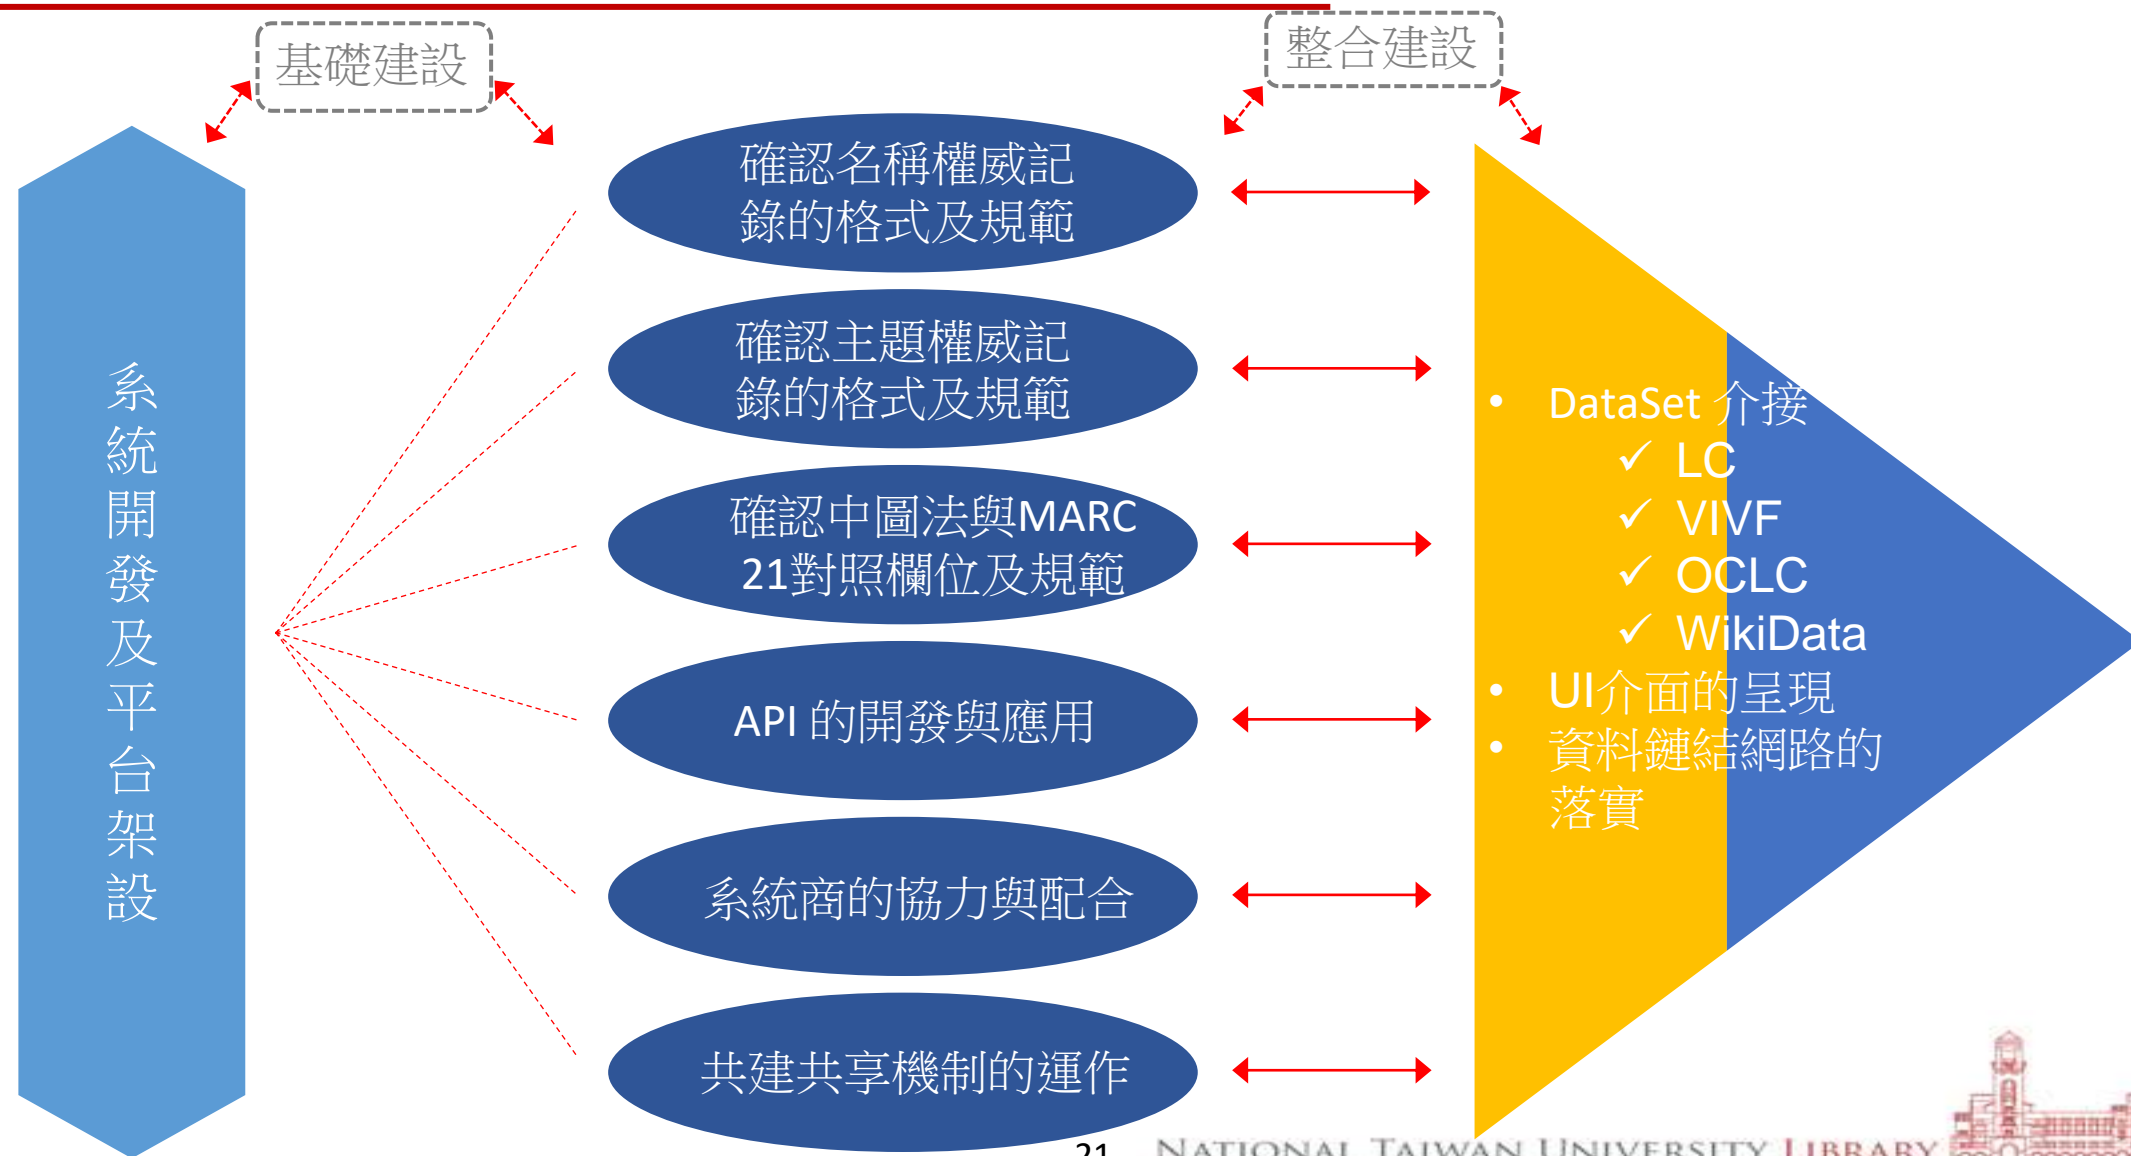 基礎建設
整合建設
系統開發及平台架設
確認名稱權威記
錄的格式及規範
確認主題權威記
錄的格式及規範
確認中圖法與MARC
21對照欄位及規範
API 的開發與應用
系統商的協力與配合
共建共享機制的運作
• DataSet 介接
✓ LC
✓ VIVF
✓ OCLC
✓ WikiData
• UI介面的呈現
• 資料鏈結網路的
落實
21
NATIONAL TAIWAN UNIVERSITY LIBRARY